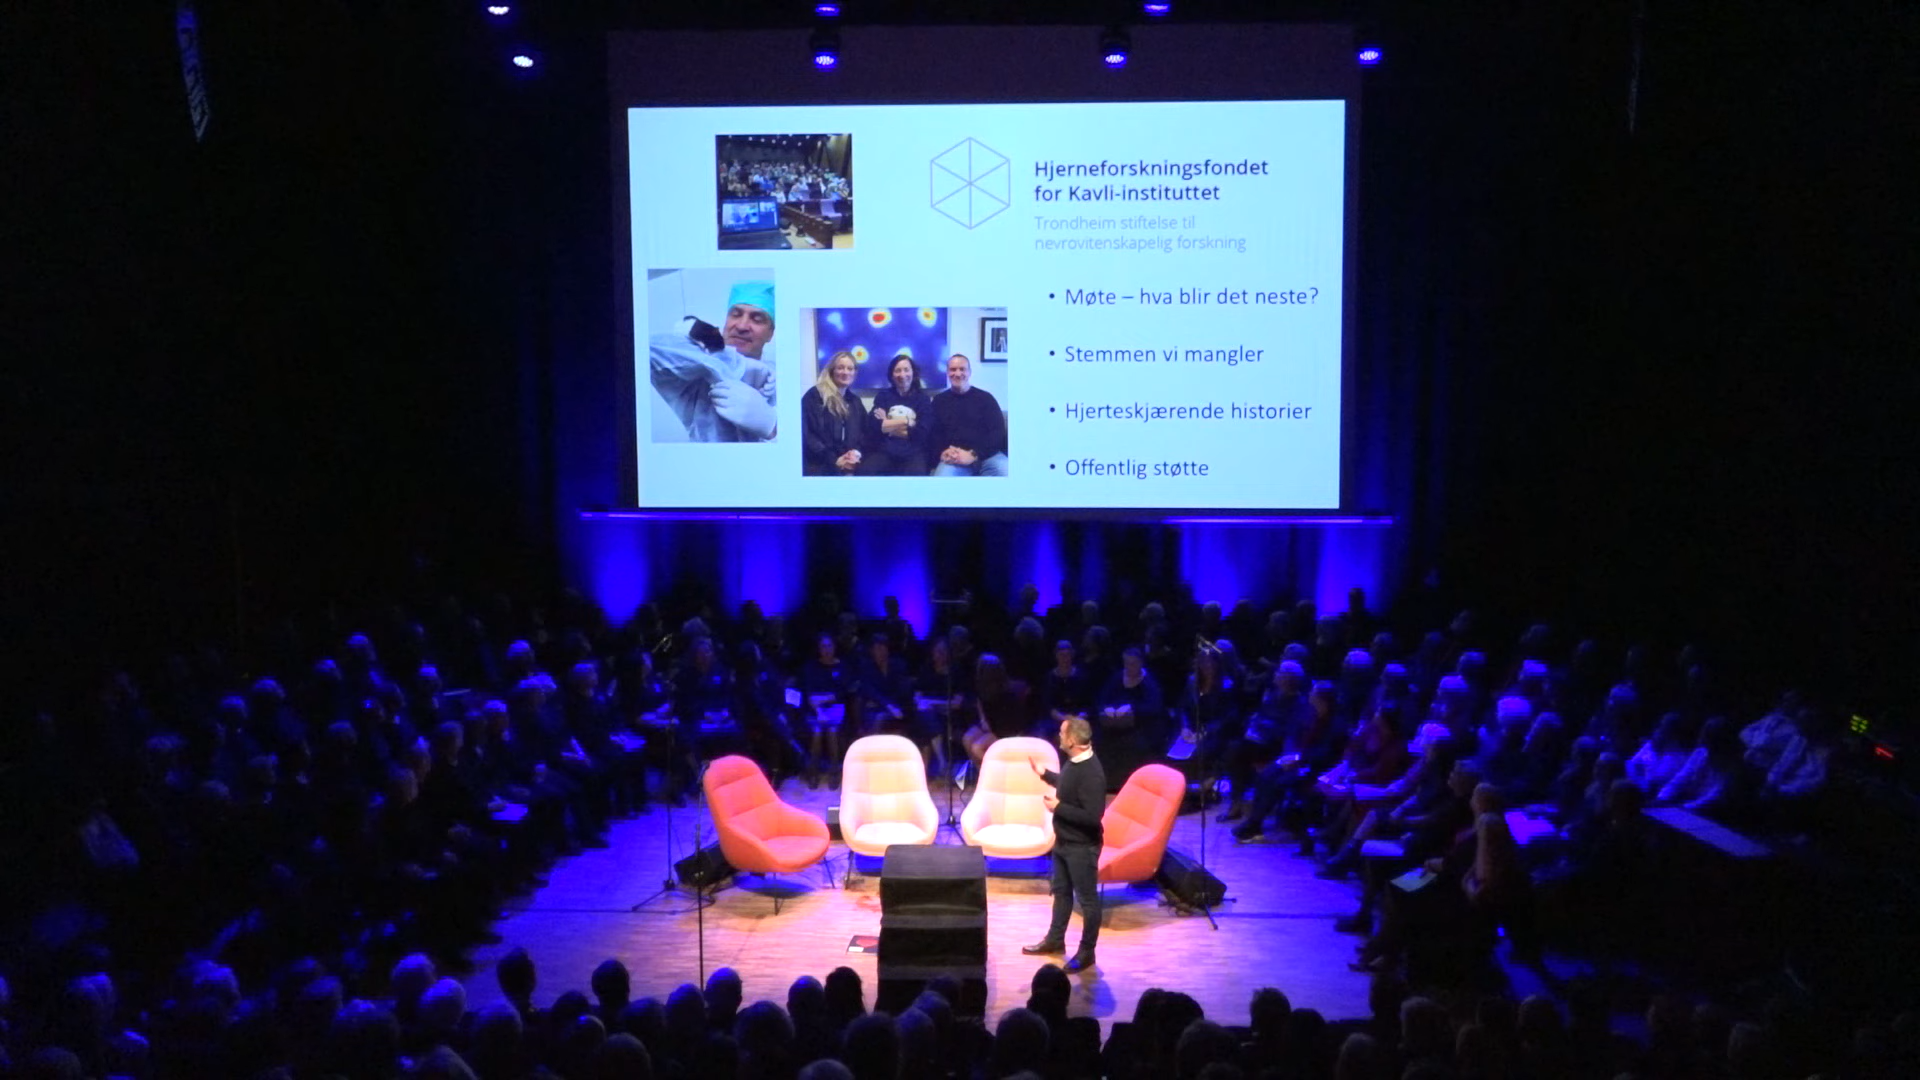 Hjerneforskningsfondet
for Kavli-instituttet
Trondheim stiftelse til
nevrovitenskapelig forskning
• Møte – hva blir det neste?
• Stemmen vi mangler
• Hjerteskjærende historier
• Offentlig støtte